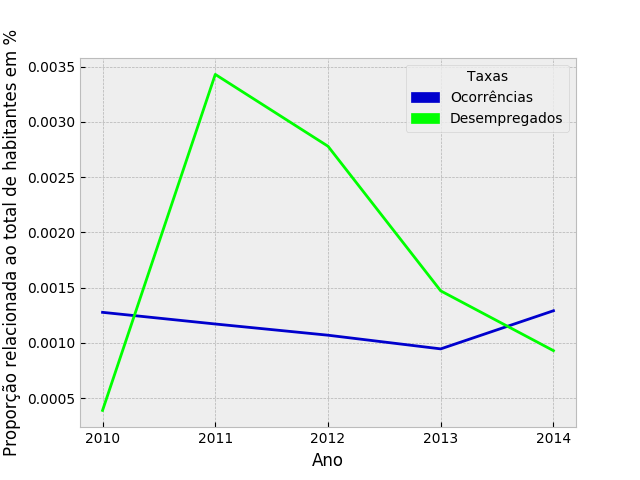 Proporção relacionada ao total de habitantes em %
0.0035
0.0030
0.0025
0.0020
0.0015
0.0010
0.0005
Taxas
Ocorrências
Desempregados
2010 2011 2012 2013 2014
Ano